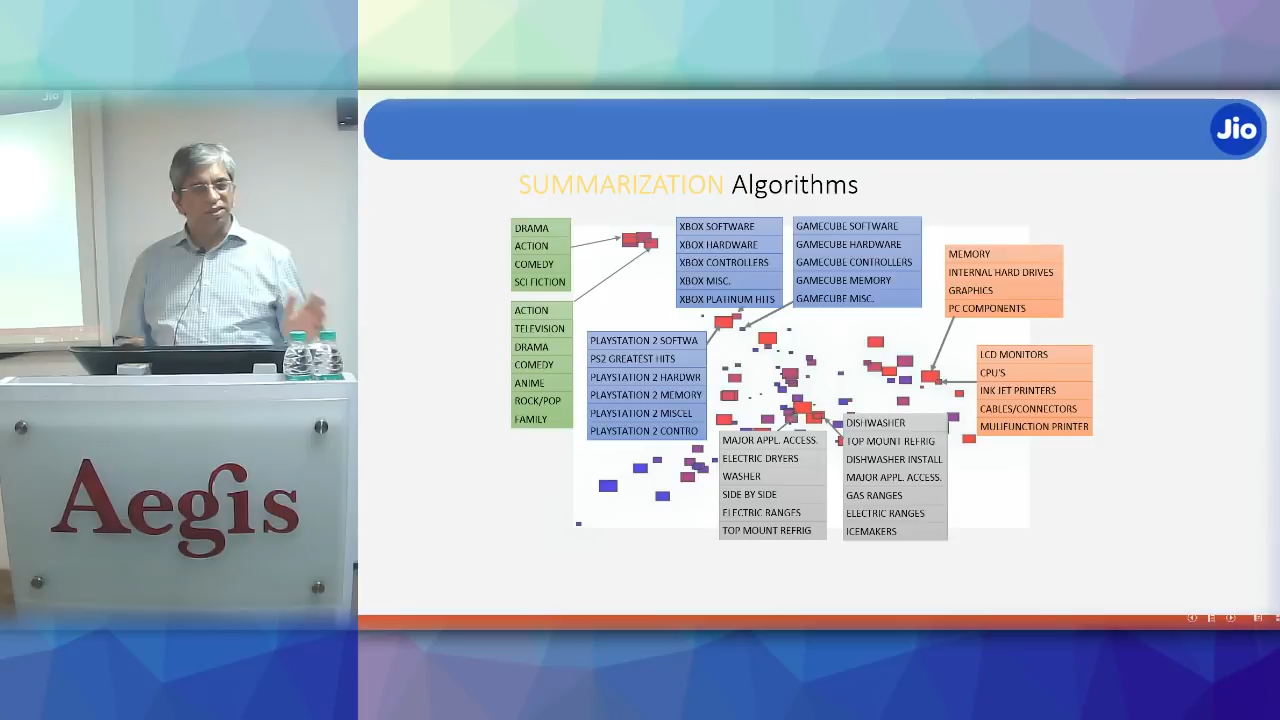 Jio
Jio
SUMMARIZATION Algorithms
DRAMA
ACTION
COMEDY
SCI FICTION
ACTION
TELEVISION
DRAMA
COMEDY
ANIME
ROCK/POP
FAMILY
XBOX SOFTWARE
XBOX HARDWARE
XBOX CONTROLLERS
XBOX MISC.
XBOX PLATINUM HITS
GAMECUBE SOFTWARE
GAMECUBE HARDWARE
GAMECUBE CONTROLLERS
GAMECUBE MEMORY
GAMECUBE MISC.
MEMORY
INTERNAL HARD DRIVES
GRAPHICS
PC COMPONENTS
PLAYSTATION 2 SOFTWA
PS2 GREATEST HITS
PLAYSTATION 2 HARDWR
PLAYSTATION 2 MEMORY
PLAYSTATION 2 MISCEL
PLAYSTATION 2 CONTRO
LCD MONITORS
CPU'S
INK JET PRINTERS
CABLES/CONNECTORS
MULIFUNCTION PRINTER
MAJOR APPL. ACCESS.
ELECTRIC DRYERS
WASHER
SIDE BY SIDE
ELECTRIC RANGES
TOP MOUNT REFRIG
DISHWASHER
TOP MOUNT REFRIG
DISHWASHER INSTALL
MAJOR APPL. ACCESS.
GAS RANGES
ELECTRIC RANGES
ICEMAKERS
Aegis